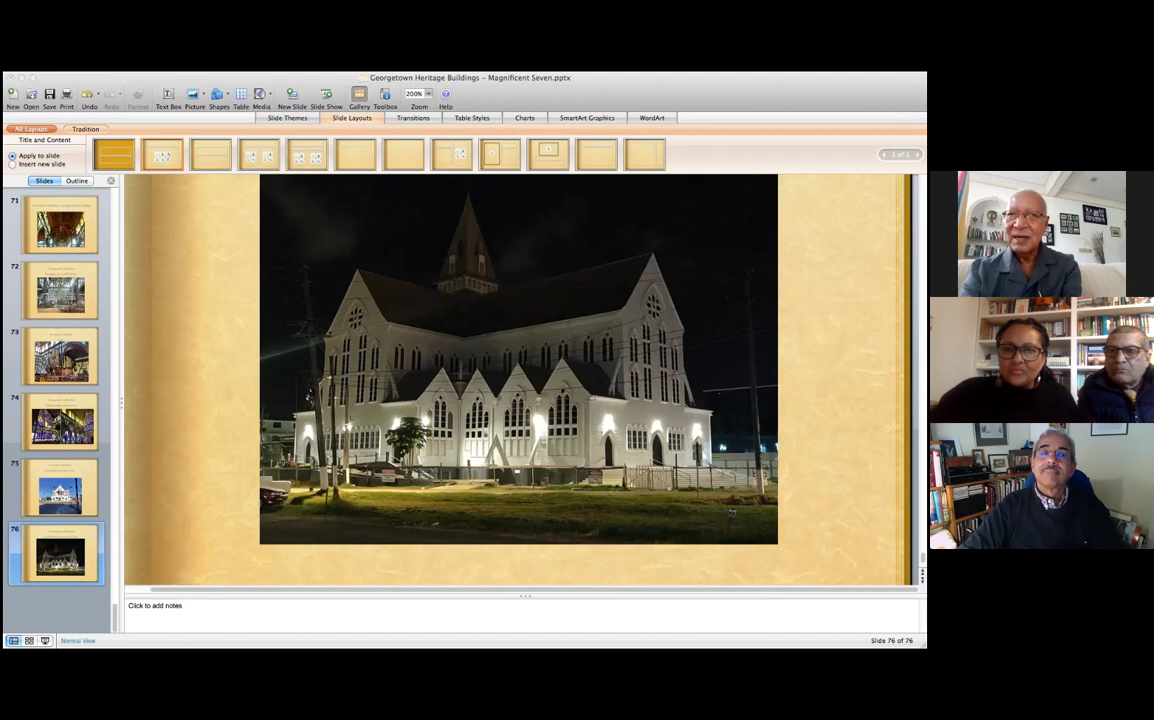 Georgetown Heritage Buildings – Magnificent Seven.pptx
New Open Save Print Undo Redo Format Text Box Picture Shapes Table Media New Slide Slide Show Gallery Toolbox Zoom Help
200%
Slide Themes Slide Layouts Transitions Table Styles Charts SmartArt Graphics WordArt
All Layouts Tradition
Title and Content
Apply to slide
Insert new slide
1 of 1
Slides Outline
71
72
73
74
75
76
Click to add notes
Normal View
Slide 76 of 76